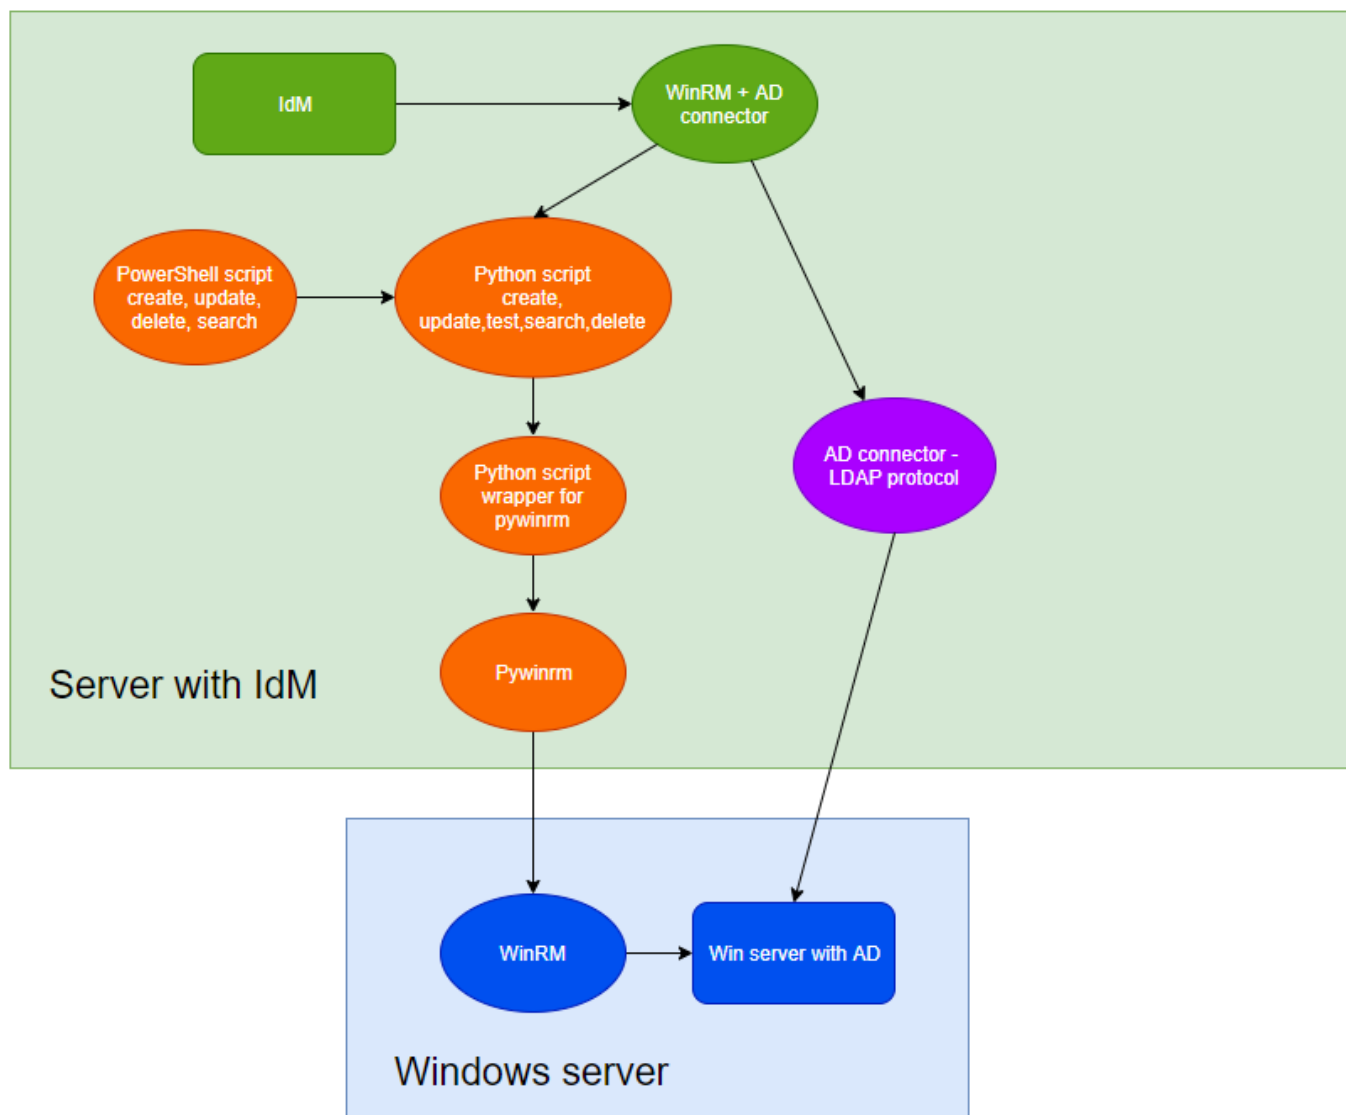 IdM
WinRM + AD
connector
PowerShell script
create, update,
delete, search
Python script
create,
update,test,search,delete
Python script
wrapper for
pywinrm
AD connector -
LDAP protocol
Pywinrm
Server with IdM
WinRM
Win server with AD
Windows server